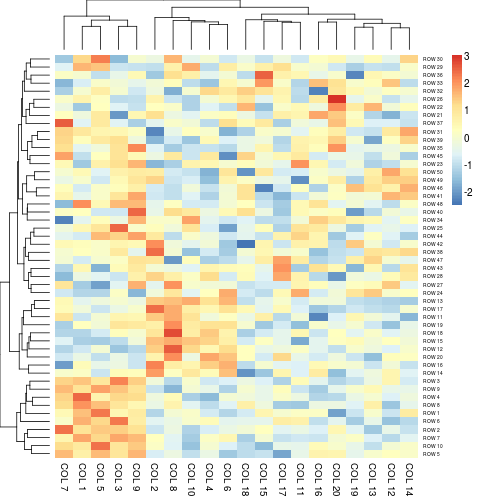 ROW 30
ROW 29
ROW 36
ROW 33
ROW 32
ROW 26
ROW 22
ROW 21
ROW 37
ROW 31
ROW 39
ROW 35
ROW 45
ROW 23
ROW 50
ROW 49
ROW 46
ROW 41
ROW 48
ROW 40
ROW 34
ROW 25
ROW 44
ROW 42
ROW 38
ROW 47
ROW 43
ROW 28
ROW 27
ROW 24
ROW 13
ROW 17
ROW 11
ROW 19
ROW 18
ROW 15
ROW 12
ROW 20
ROW 16
ROW 14
ROW 3
ROW 9
ROW 4
ROW 8
ROW 1
ROW 6
ROW 2
ROW 7
ROW 10
ROW 5
3
2
1
0
-1
-2
COL 7
COL 1
COL 5
COL 3
COL 9
COL 2
COL 8
COL 10
COL 4
COL 6
COL 18
COL 15
COL 17
COL 11
COL 16
COL 20
COL 19
COL 13
COL 12
COL 14